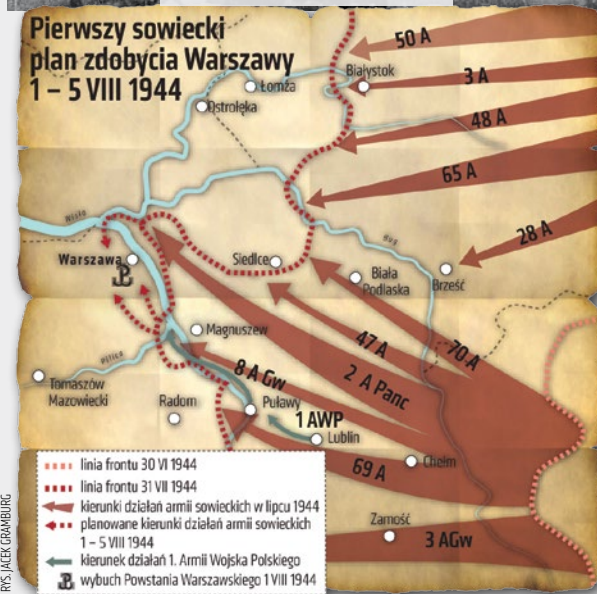 Pierwszy sowiecki
plan zdobycia Warszawy
1 – 5 VIII 1944
50 A
Białystok
3 A
Łomża
Ostrołęka
48 A
65 A
Wisła
Bug
28 A
Warszawa
Siedlce
Biała
Podlaska
Brześć
Magnuszew
47 A
70 A
Pilica
8 A Gw
2 A Panc
Tomaszów
Mazowiecki
Radom
Puławy
1 AWP
Lublin
69 A
Chełm
Zamość
3 AGw
linia frontu 30 VI 1944
linia frontu 31 VII 1944
kierunki działań armii sowieckich w lipcu 1944
planowane kierunki działań armii sowieckich
1 – 5 VIII 1944
kierunek działań 1. Armii Wojska Polskiego
wybuch Powstania Warszawskiego 1 VIII 1944
RYS. JACEK GRAMBURG